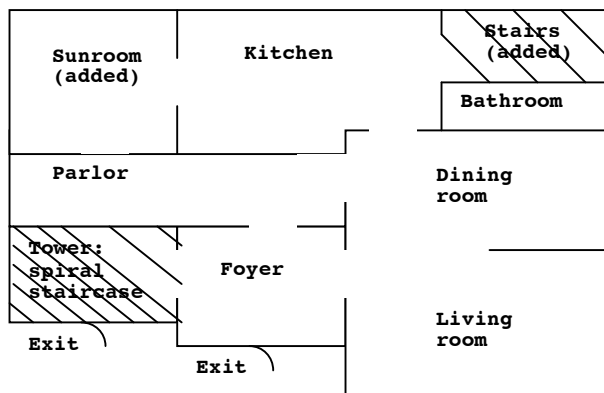 Sunroom
(added)
Kitchen
Stairs
(added)
Bathroom
Parlor
Dining
room
Tower:
spiral
staircase
Foyer
Living
room
Exit
Exit